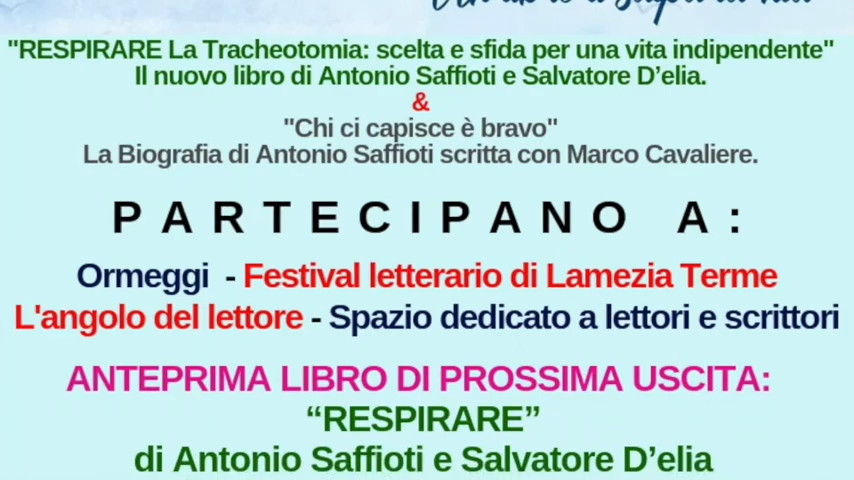 "RESPIRARE La Tracheotomia: scelta e sfida per una vita indipendente"
Il nuovo libro di Antonio Saffioti e Salvatore D’elia.
&
"Chi ci capisce è bravo"
La Biografia di Antonio Saffioti scritta con Marco Cavaliere.
PARTECIPANO A:
Ormeggi - Festival letterario di Lamezia Terme
L'angolo del lettore - Spazio dedicato a lettori e scrittori
ANTEPRIMA LIBRO DI PROSSIMA USCITA:
“RESPIRARE”
di Antonio Saffioti e Salvatore D’elia